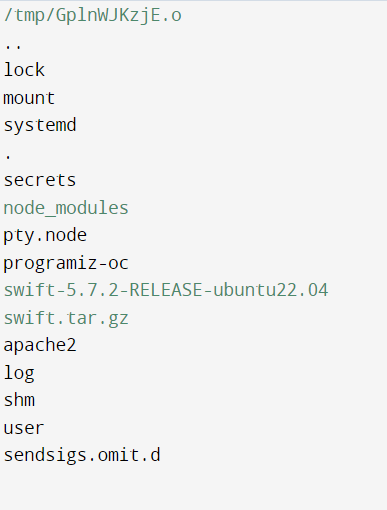 /tmp/GplnWJKzjE.o
..
lock
mount
systemd
.
secrets
node_modules
pty.node
programiz-oc
swift-5.7.2-RELEASE-ubuntu22.04
swift.tar.gz
apache2
log
shm
user
sendsigs.omit.d